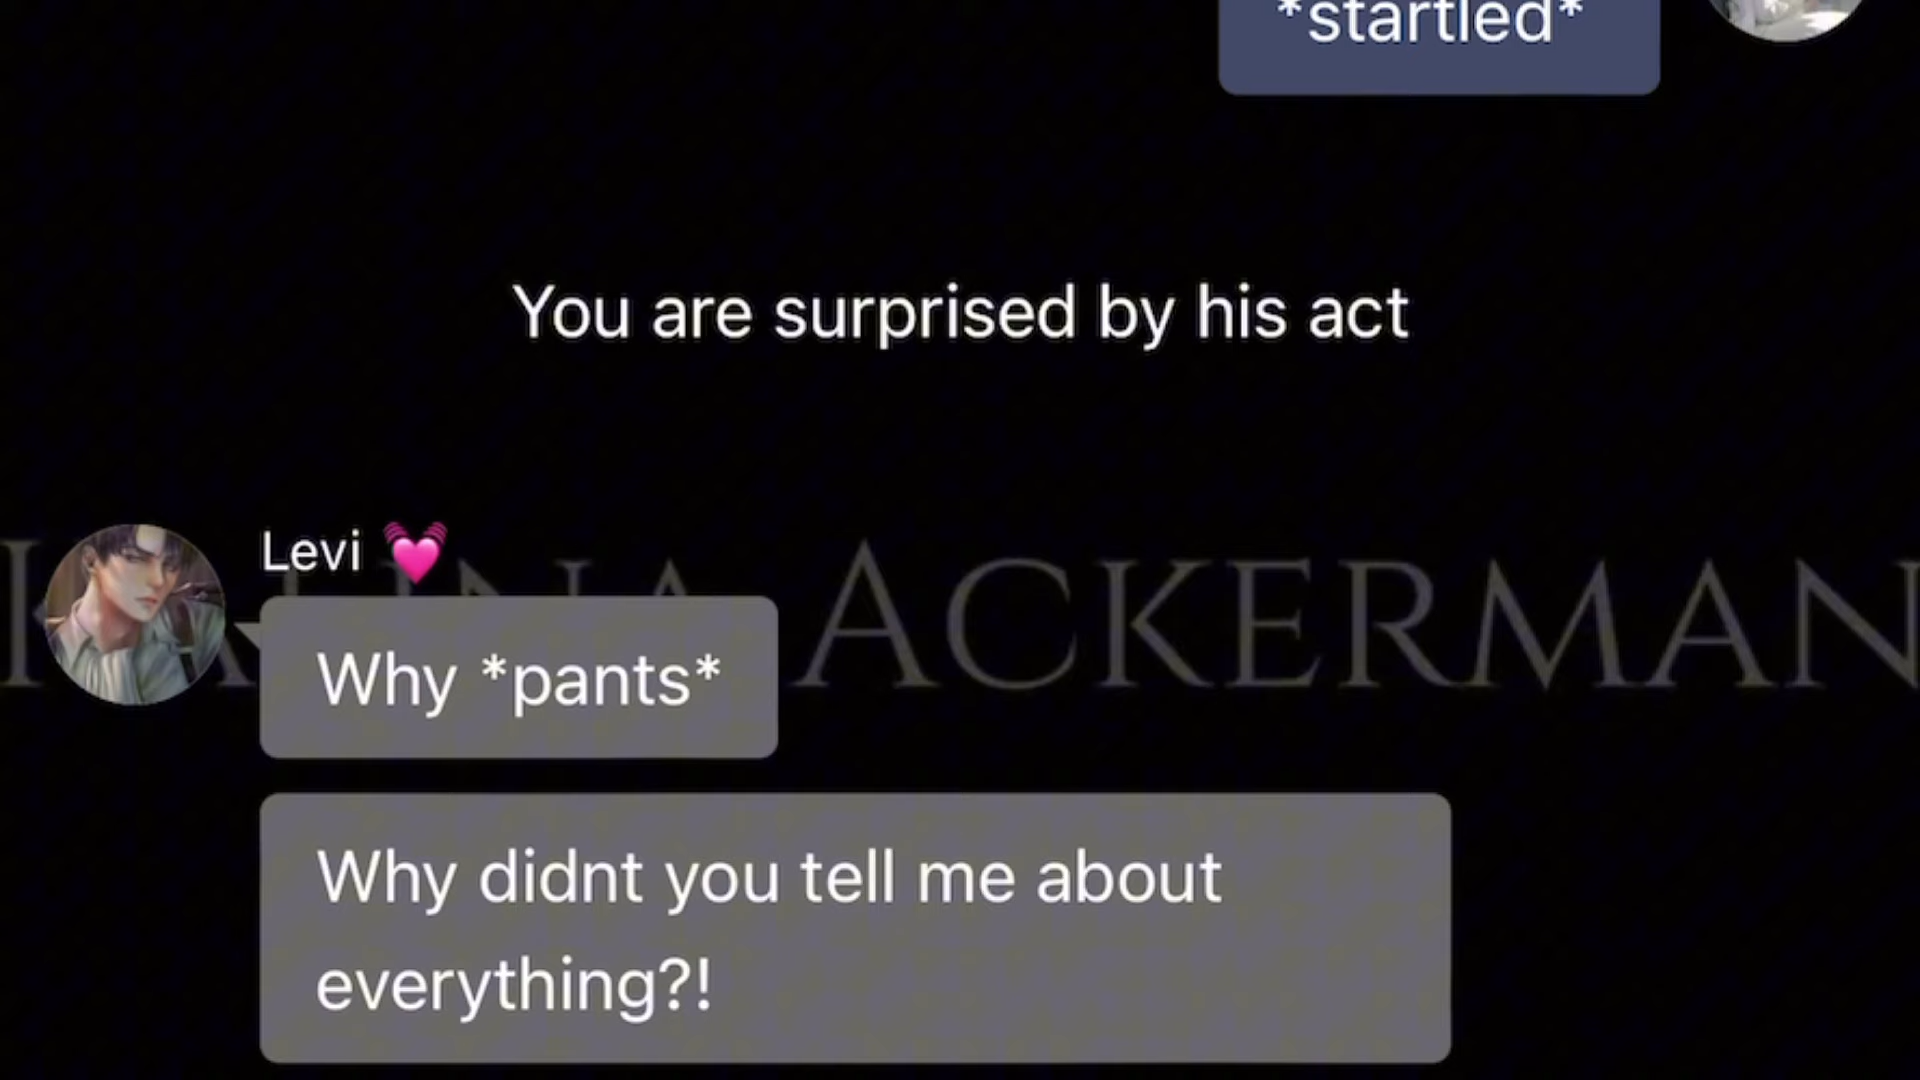 *startled*
You are surprised by his act
Levi 💓
ACKERMAN
Why *pants*
Why didnt you tell me about
everything?!